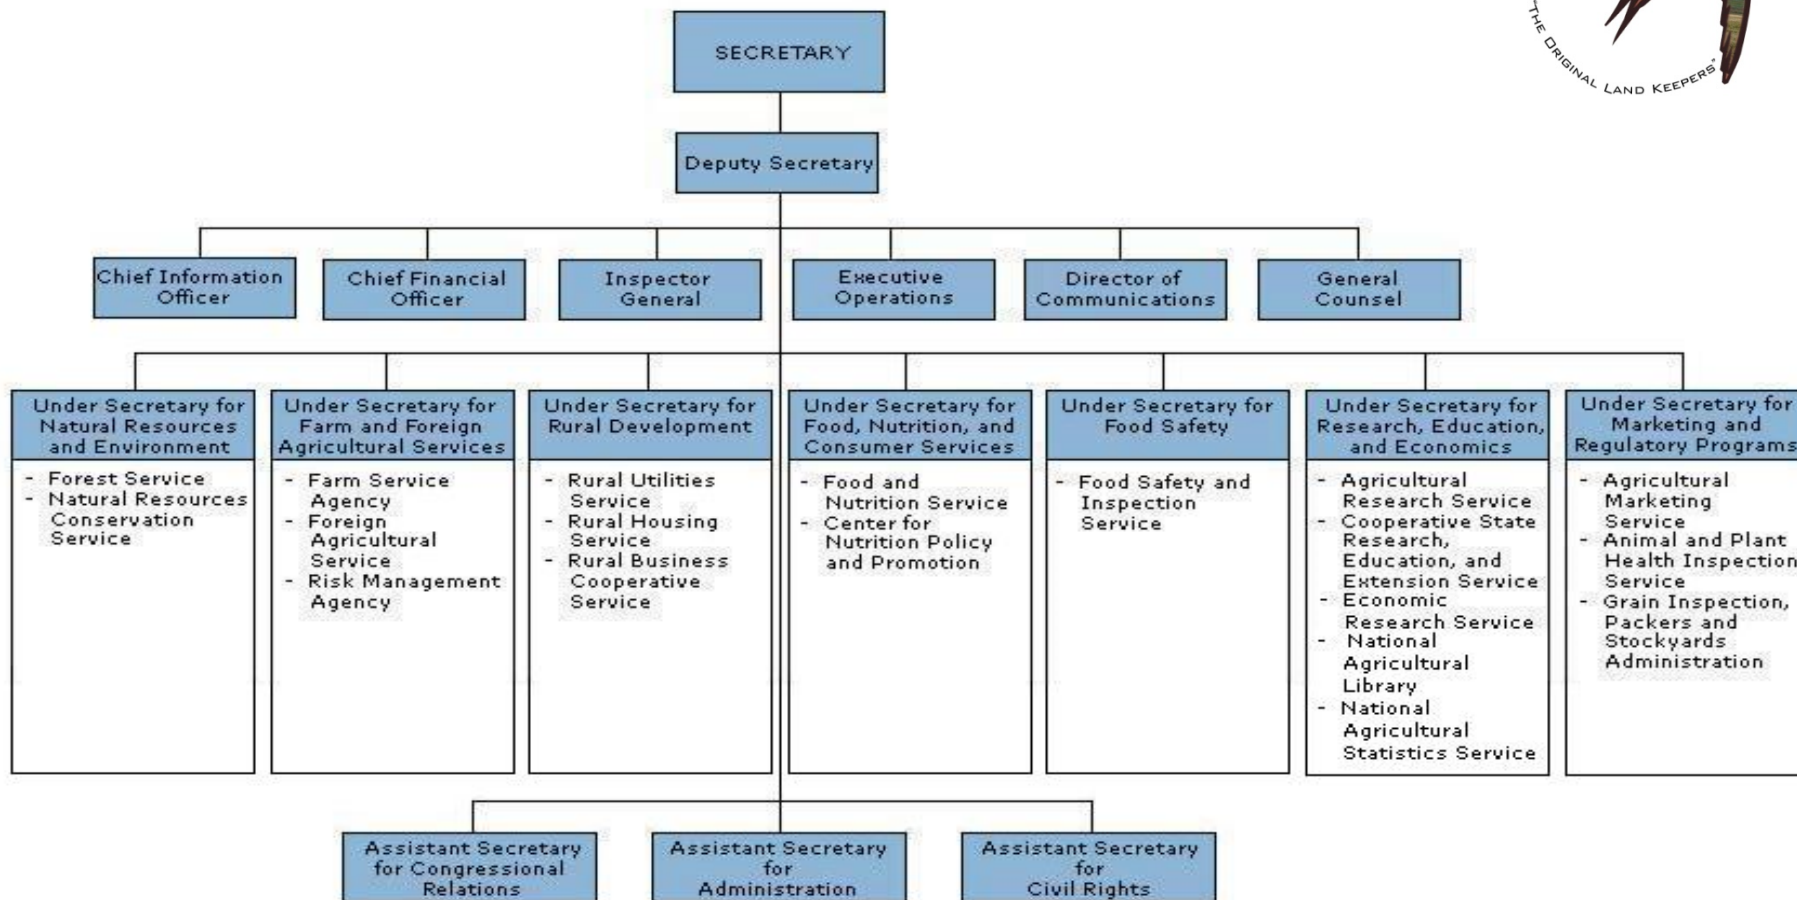 "THE ORIGINAL LAND KEEPERS"
SECRETARY
Deputy Secretary
Chief Information
Officer
Chief Financial
Officer
Inspector
General
Executive
Operations
Director of
Communications
General
Counsel
Under Secretary for
Natural Resources
and Environment
- Forest Service
- Natural Resources
Conservation
Service
Under Secretary for
Farm and Foreign
Agricultural Services
- Farm Service
Agency
- Foreign
Agricultural
Service
- Risk Management
Agency
Under Secretary for
Rural Development
- Rural Utilities
Service
- Rural Housing
Service
- Rural Business
Cooperative
Service
Under Secretary for
Food, Nutrition, and
Consumer Services
- Food and
Nutrition Service
- Center for
Nutrition Policy
and Promotion
Under Secretary for
Food Safety
- Food Safety and
Inspection
Service
Under Secretary for
Research, Education,
and Economics
- Agricultural
Research Service
- Cooperative State
Research,
Education, and
Extension Service
- Economic
Research Service
- National
Agricultural
Library
- National
Agricultural
Statistics Service
Under Secretary for
Marketing and
Regulatory Programs
- Agricultural
Marketing
Service
- Animal and Plant
Health Inspection
Service
- Grain Inspection,
Packers and
Stockyards
Administration
Assistant Secretary
for Congressional
Relations
Assistant Secretary
for
Administration
Assistant Secretary
for
Civil Rights